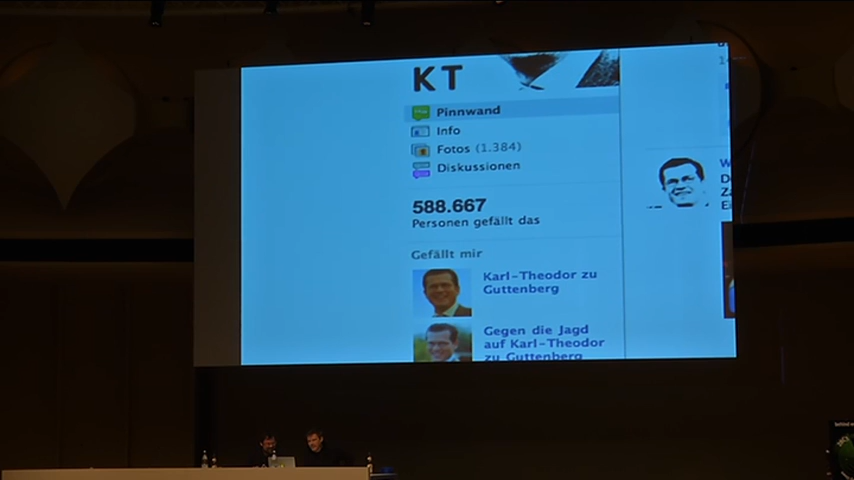 KT
Pinnwand
Info
Fotos (1.384)
Diskussionen
588.667
Personen gefällt das
Gefällt mir
Karl-Theodor zu
Guttenberg
Gegen die Jagd
auf Karl-Theodor
zu Guttenberg